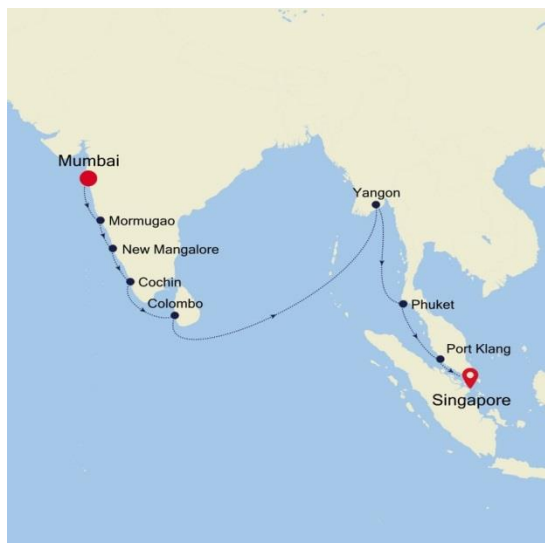 Mumbai
Yangon
Mormugao
New Mangalore
Cochin
Colombo
Phuket
Port Klang
Singapore